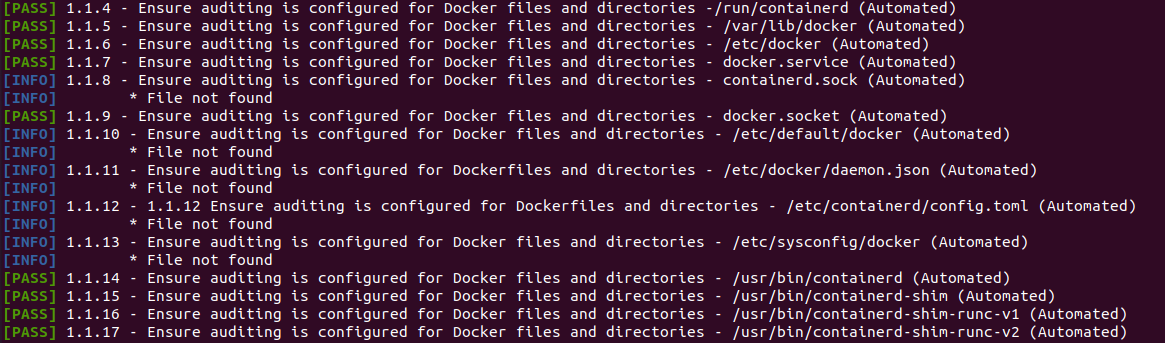 [PASS] 1.1.4 - Ensure auditing is configured for Docker files and directories -/run/containerd (Automated)
[PASS] 1.1.5 - Ensure auditing is configured for Docker files and directories - /var/lib/docker (Automated)
[PASS] 1.1.6 - Ensure auditing is configured for Docker files and directories - /etc/docker (Automated)
[PASS] 1.1.7 - Ensure auditing is configured for Docker files and directories - docker.service (Automated)
[INFO] 1.1.8 - Ensure auditing is configured for Docker files and directories - containerd.sock (Automated)
[INFO]        * File not found
[PASS] 1.1.9 - Ensure auditing is configured for Docker files and directories - docker.socket (Automated)
[INFO] 1.1.10 - Ensure auditing is configured for Docker files and directories - /etc/default/docker (Automated)
[INFO]        * File not found
[INFO] 1.1.11 - Ensure auditing is configured for Dockerfiles and directories - /etc/docker/daemon.json (Automated)
[INFO]        * File not found
[INFO] 1.1.12 - 1.1.12 Ensure auditing is configured for Dockerfiles and directories - /etc/containerd/config.toml (Automated)
[INFO]        * File not found
[INFO] 1.1.13 - Ensure auditing is configured for Docker files and directories - /etc/sysconfig/docker (Automated)
[INFO]        * File not found
[PASS] 1.1.14 - Ensure auditing is configured for Docker files and directories - /usr/bin/containerd (Automated)
[PASS] 1.1.15 - Ensure auditing is configured for Docker files and directories - /usr/bin/containerd-shim (Automated)
[PASS] 1.1.16 - Ensure auditing is configured for Docker files and directories - /usr/bin/containerd-shim-runc-v1 (Automated)
[PASS] 1.1.17 - Ensure auditing is configured for Docker files and directories - /usr/bin/containerd-shim-runc-v2 (Automated)